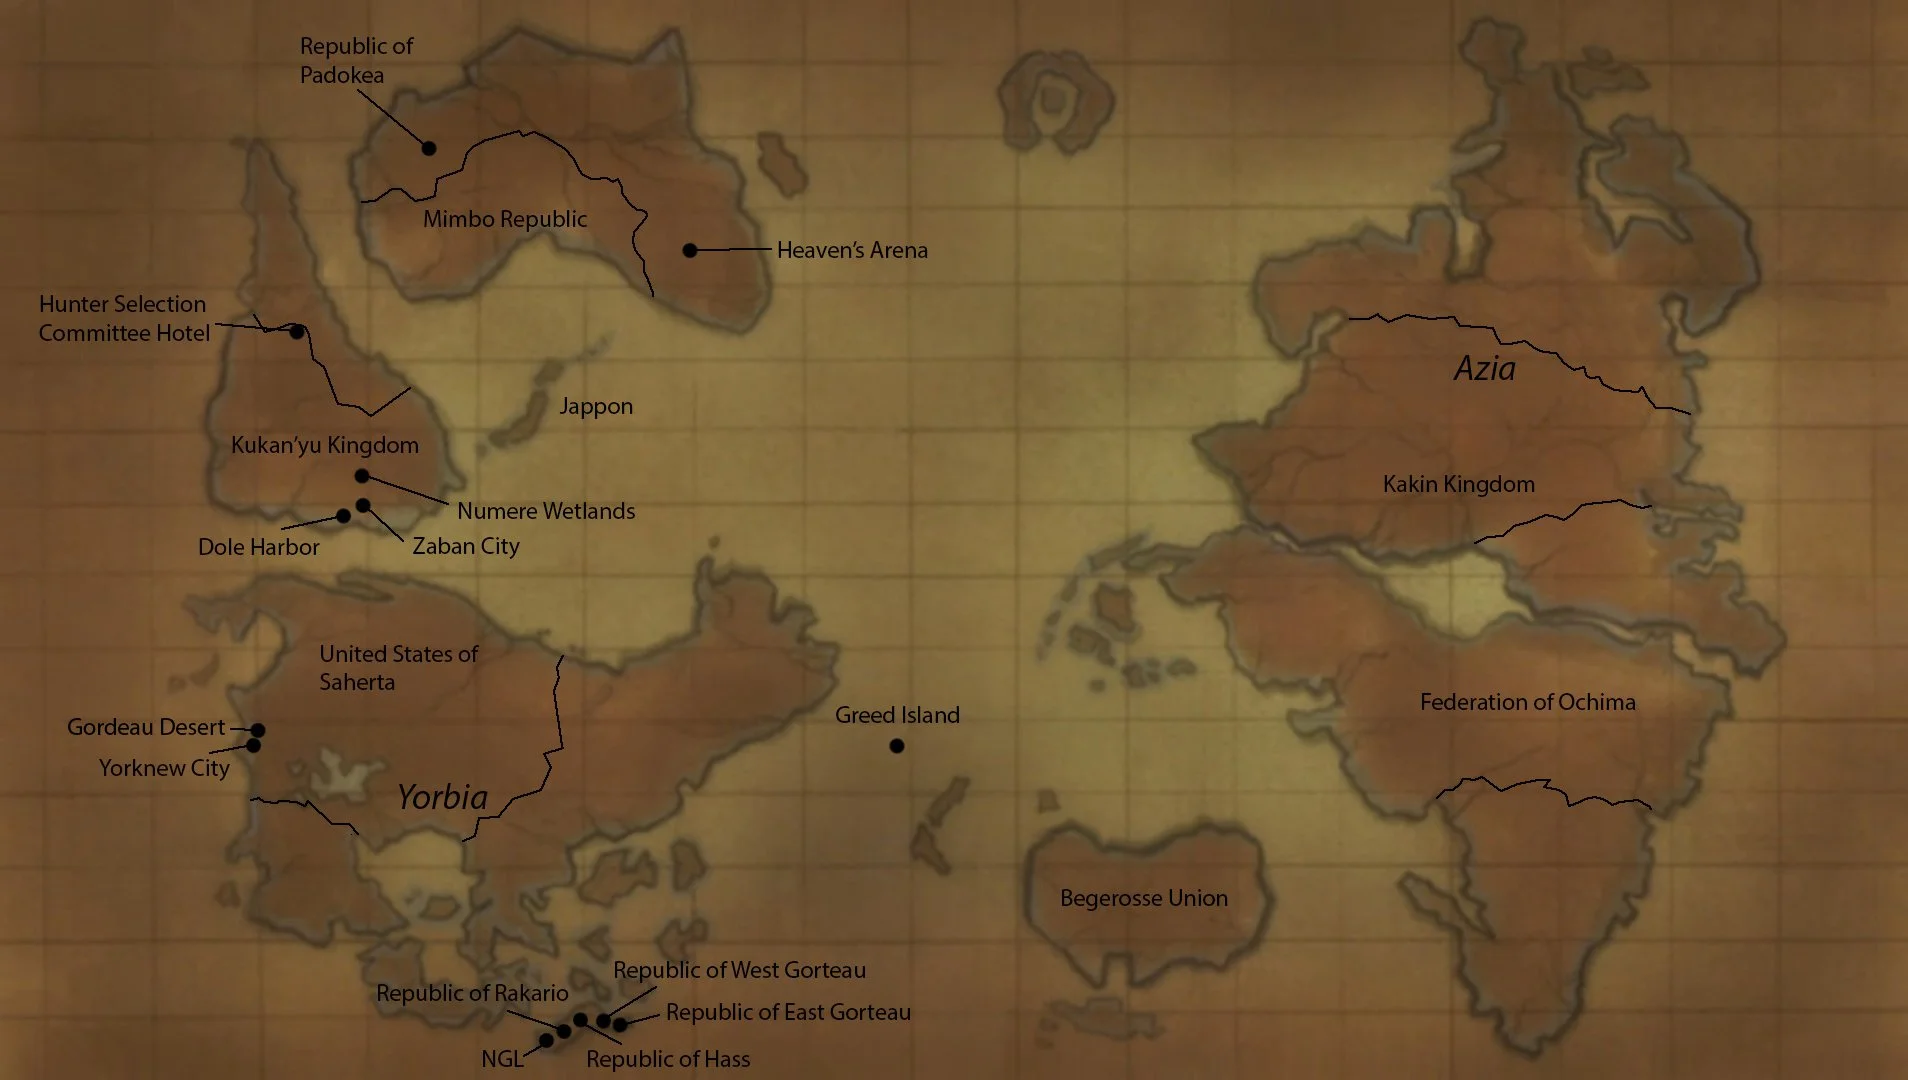 Republic of
Padokea
Mimbo Republic
Heaven's Arena
Hunter Selection
Committee Hotel
Azia
Jappon
Kukan'yu Kingdom
Kakin Kingdom
Numere Wetlands
Dole Harbor
Zaban City
United States of
Saherta
Federation of Ochima
Greed Island
Gordeau Desert
Yorknew City
Yorbia
Begerosse Union
Republic of West Gorteau
Republic of Rakario
Republic of East Gorteau
NGL
Republic of Hass